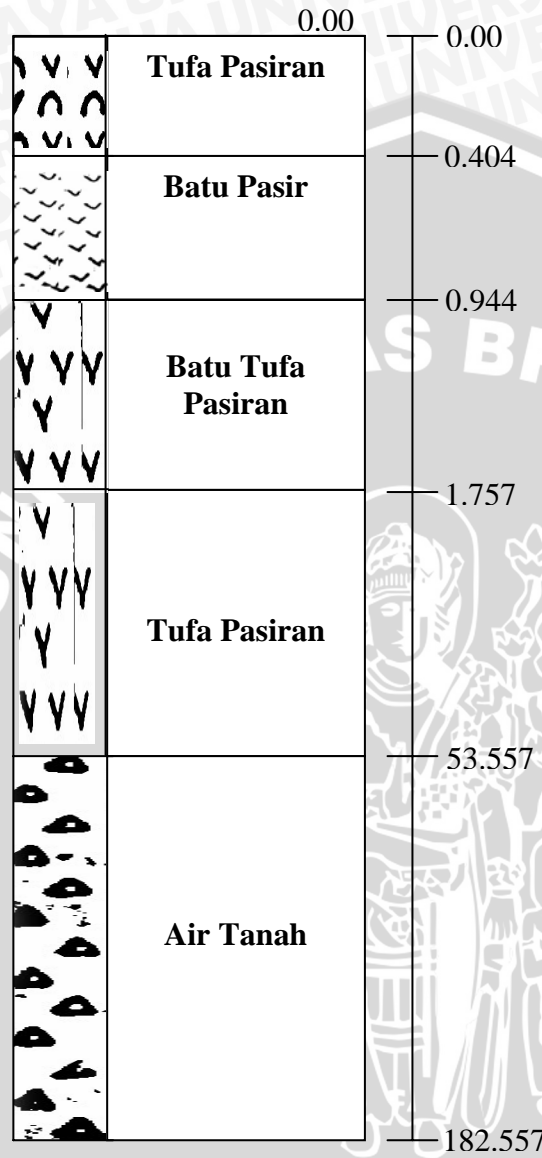 0.00
0.00
Tufa Pasiran
0.404
Batu Pasir
0.944
Batu Tufa
Pasiran
1.757
Tufa Pasiran
53.557
Air Tanah
182.557
AS B